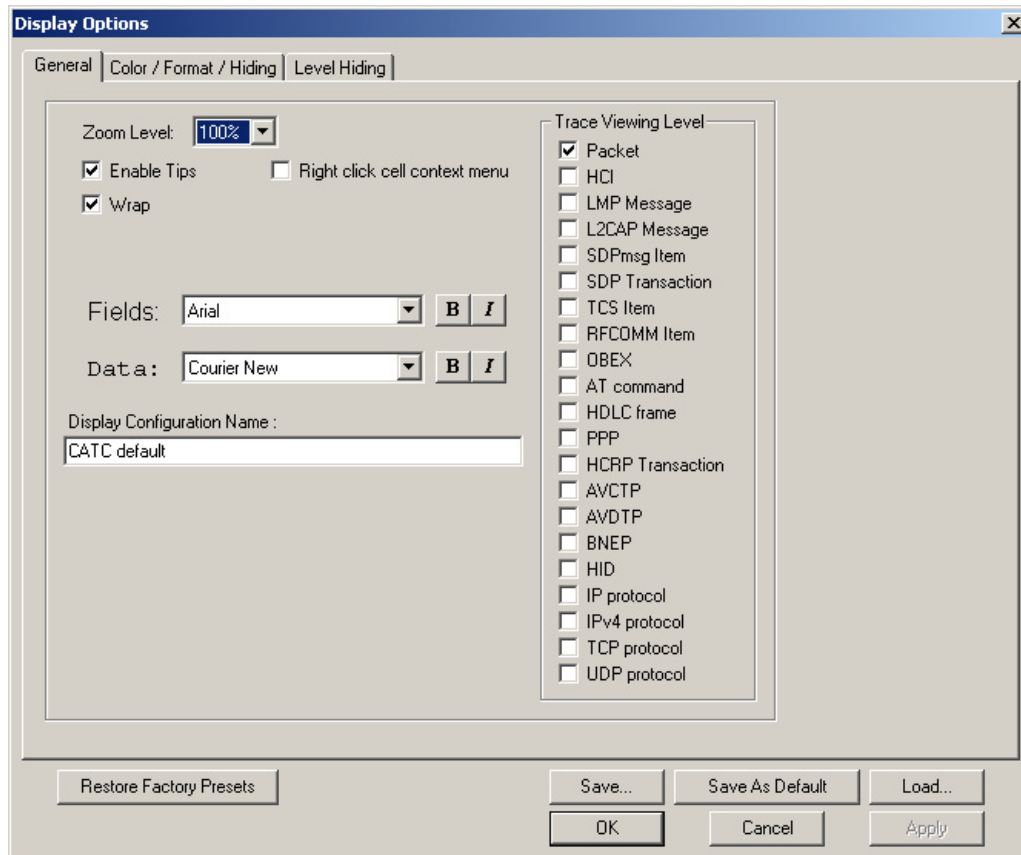 Display Options
General
Color / Format / Hiding
Level Hiding
Zoom Level:
100%
Enable Tips
Right click cell context menu
Wrap
Fields:
Arial
B
I
Data:
Courier New
B
I
Display Configuration Name :
CATC default
Trace Viewing Level
Packet
HCI
LMP Message
L2CAP Message
SDPmsg Item
SDP Transaction
TCS Item
RFCOMM Item
OBEX
AT command
HDLC frame
PPP
HCRP Transaction
AVCTP
AVDTP
BNEP
HID
IP protocol
IPv4 protocol
TCP protocol
UDP protocol
Restore Factory Presets
Save...
Save As Default
Load...
OK
Cancel
Apply